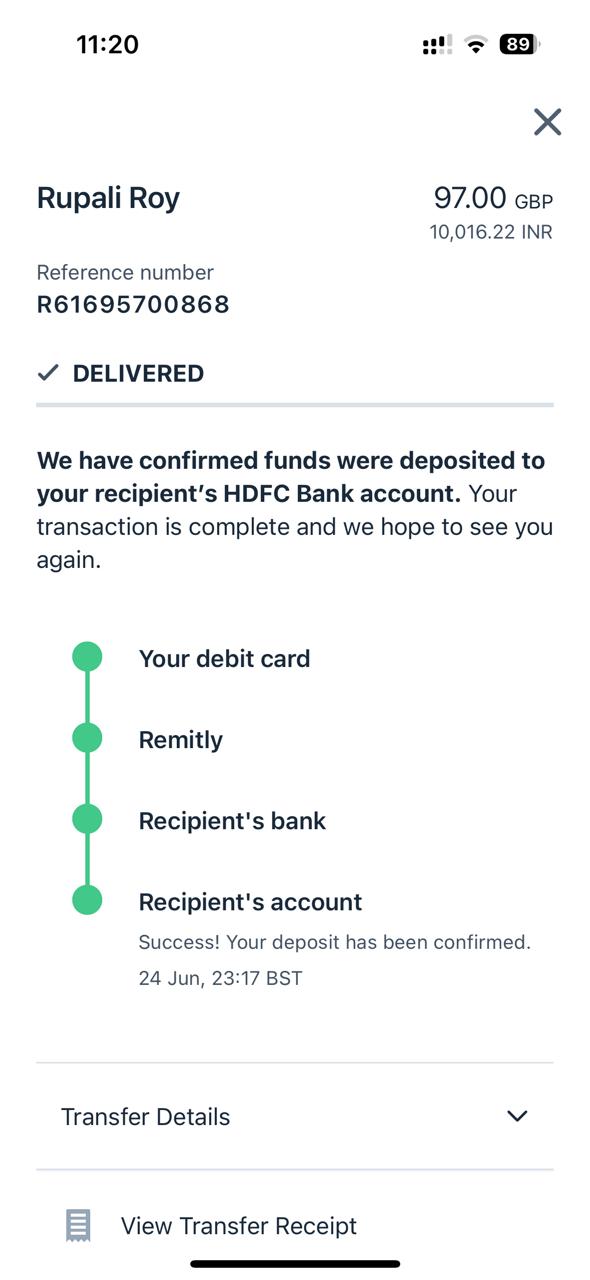 11:20
89
Rupali Roy
97.00 GBP
10,016.22 INR
Reference number
R61695700868
DELIVERED
We have confirmed funds were deposited to
your recipient’s HDFC Bank account. Your
transaction is complete and we hope to see you
again.
Your debit card
Remitly
Recipient's bank
Recipient's account
Success! Your deposit has been confirmed.
24 Jun, 23:17 BST
Transfer Details
View Transfer Receipt